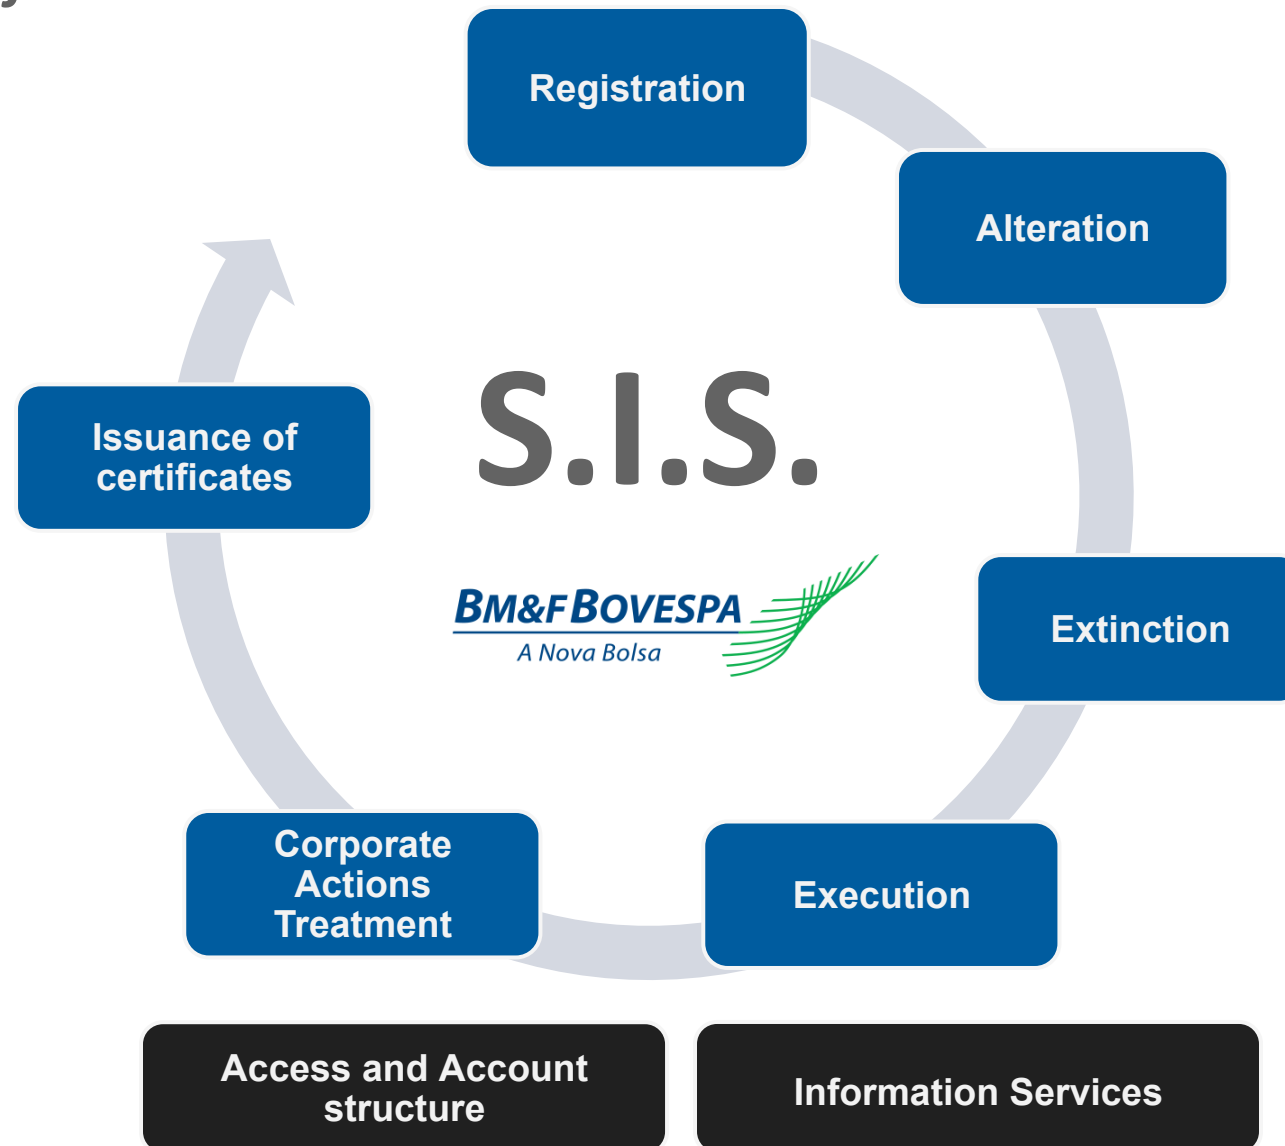 Registration
Alteration
S.I.S.
Issuance of
certificates
BM&FBOVESPA
A Nova Bolsa
Extinction
Corporate
Actions
Treatment
Execution
Access and Account
structure
Information Services